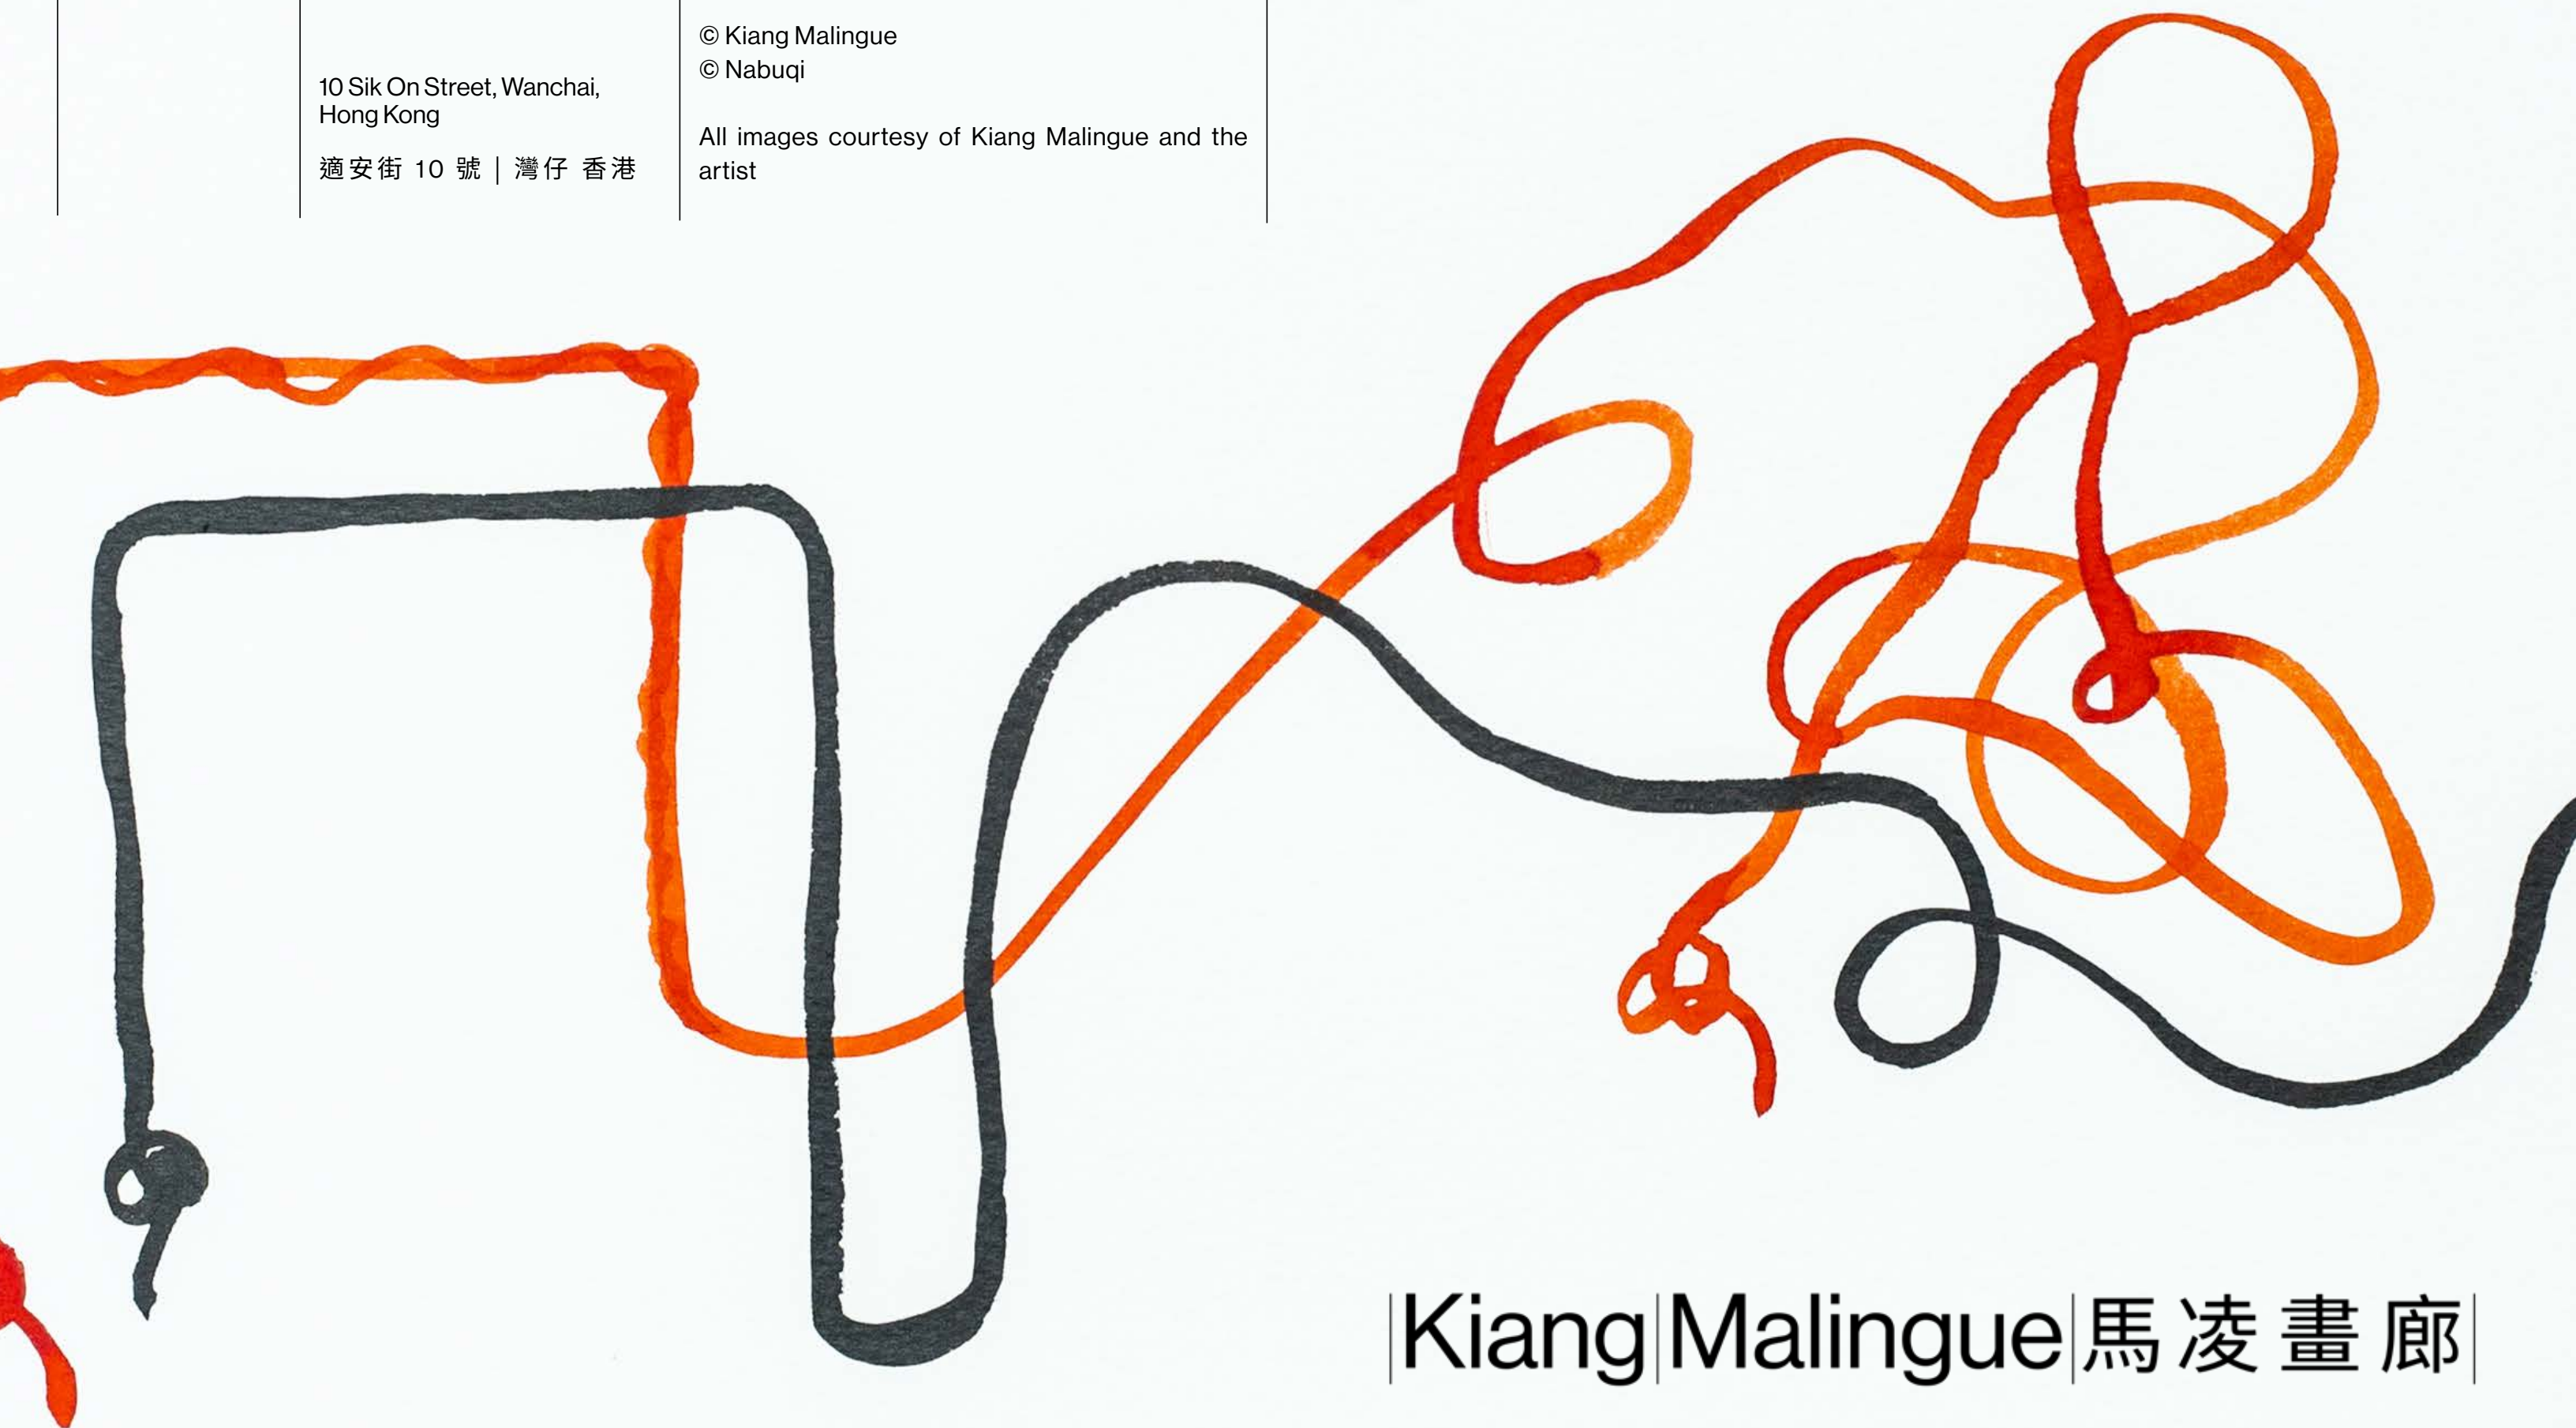 10 Sik On Street, Wanchai,
Hong Kong
適安街 10 號 | 灣仔 香港
© Kiang Malingue
© Nabuqi
All images courtesy of Kiang Malingue and the
artist
|Kiang|Malingue|馬凌畫廊|